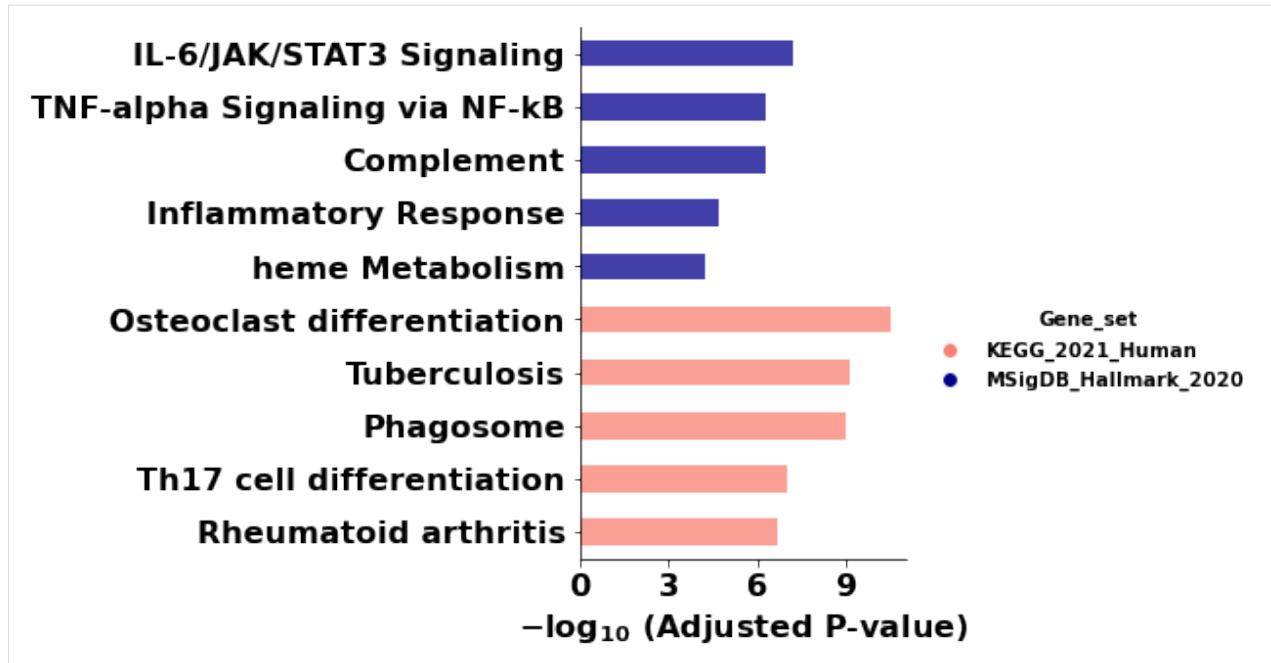 IL-6/JAK/STAT3 Signaling
TNF-alpha Signaling via NF-kB
Complement
Inflammatory Response
heme Metabolism
Osteoclast differentiation
Tuberculosis
Phagosome
Th17 cell differentiation
Rheumatoid arthritis
0 3 6 9
−log₁₀ (Adjusted P-value)
Gene_set
KEGG_2021_Human
MSigDB_Hallmark_2020